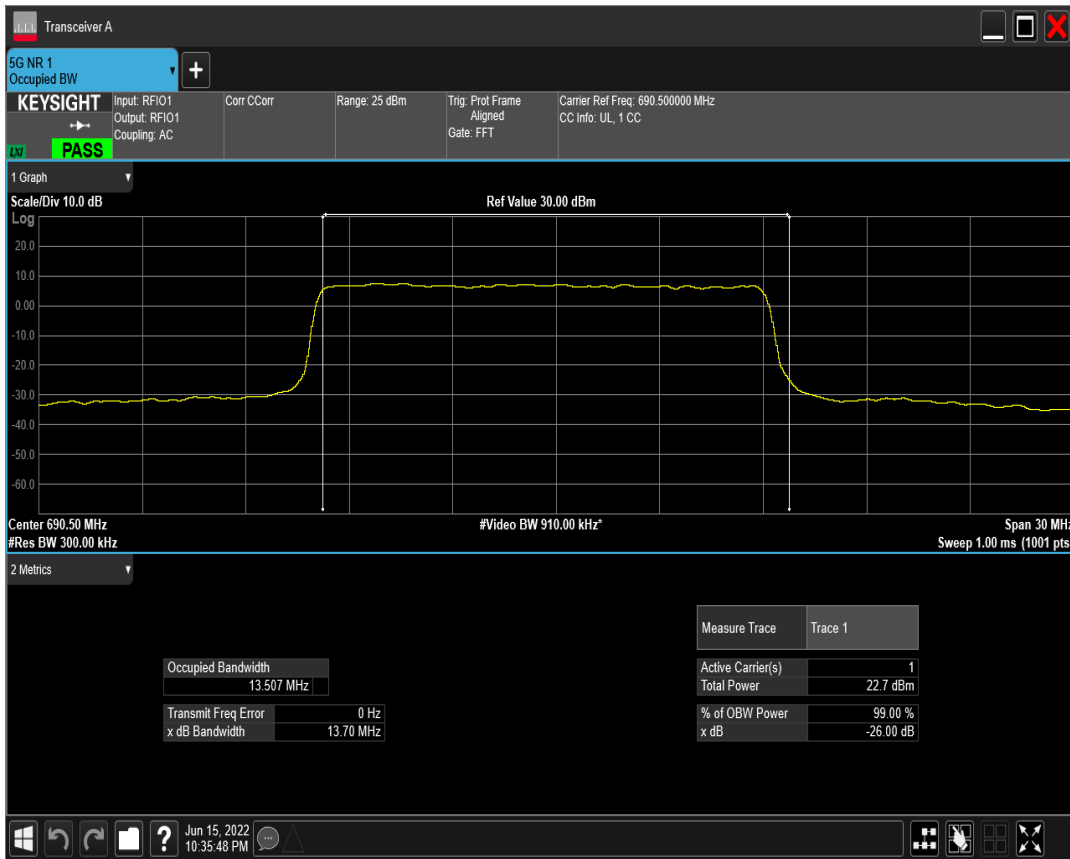 Transceiver A
5G NR 1
Occupied BW
+
KEYSIGHT
LXI
PASS
Input: RFIO1
Output: RFIO1
Coupling: AC
Corr CCorr
Range: 25 dBm
Trig: Prot Frame
Aligned
Gate: FFT
Carrier Ref Freq: 690.500000 MHz
CC Info: UL, 1 CC
1 Graph
Scale/Div 10.0 dB
Ref Value 30.00 dBm
Log
20.0
10.0
0.00
-10.0
-20.0
-30.0
-40.0
-50.0
-60.0
Center 690.50 MHz
#Video BW 910.00 kHz*
Span 30 MHz
#Res BW 300.00 kHz
Sweep 1.00 ms (1001 pts
2 Metrics
Measure Trace Trace 1
Occupied Bandwidth
13.507 MHz
Active Carrier(s) 1
Total Power 22.7 dBm
Transmit Freq Error 0 Hz
x dB Bandwidth 13.70 MHz
% of OBW Power 99.00 %
x dB -26.00 dB
?
Jun 15, 2022
10:35:48 PM